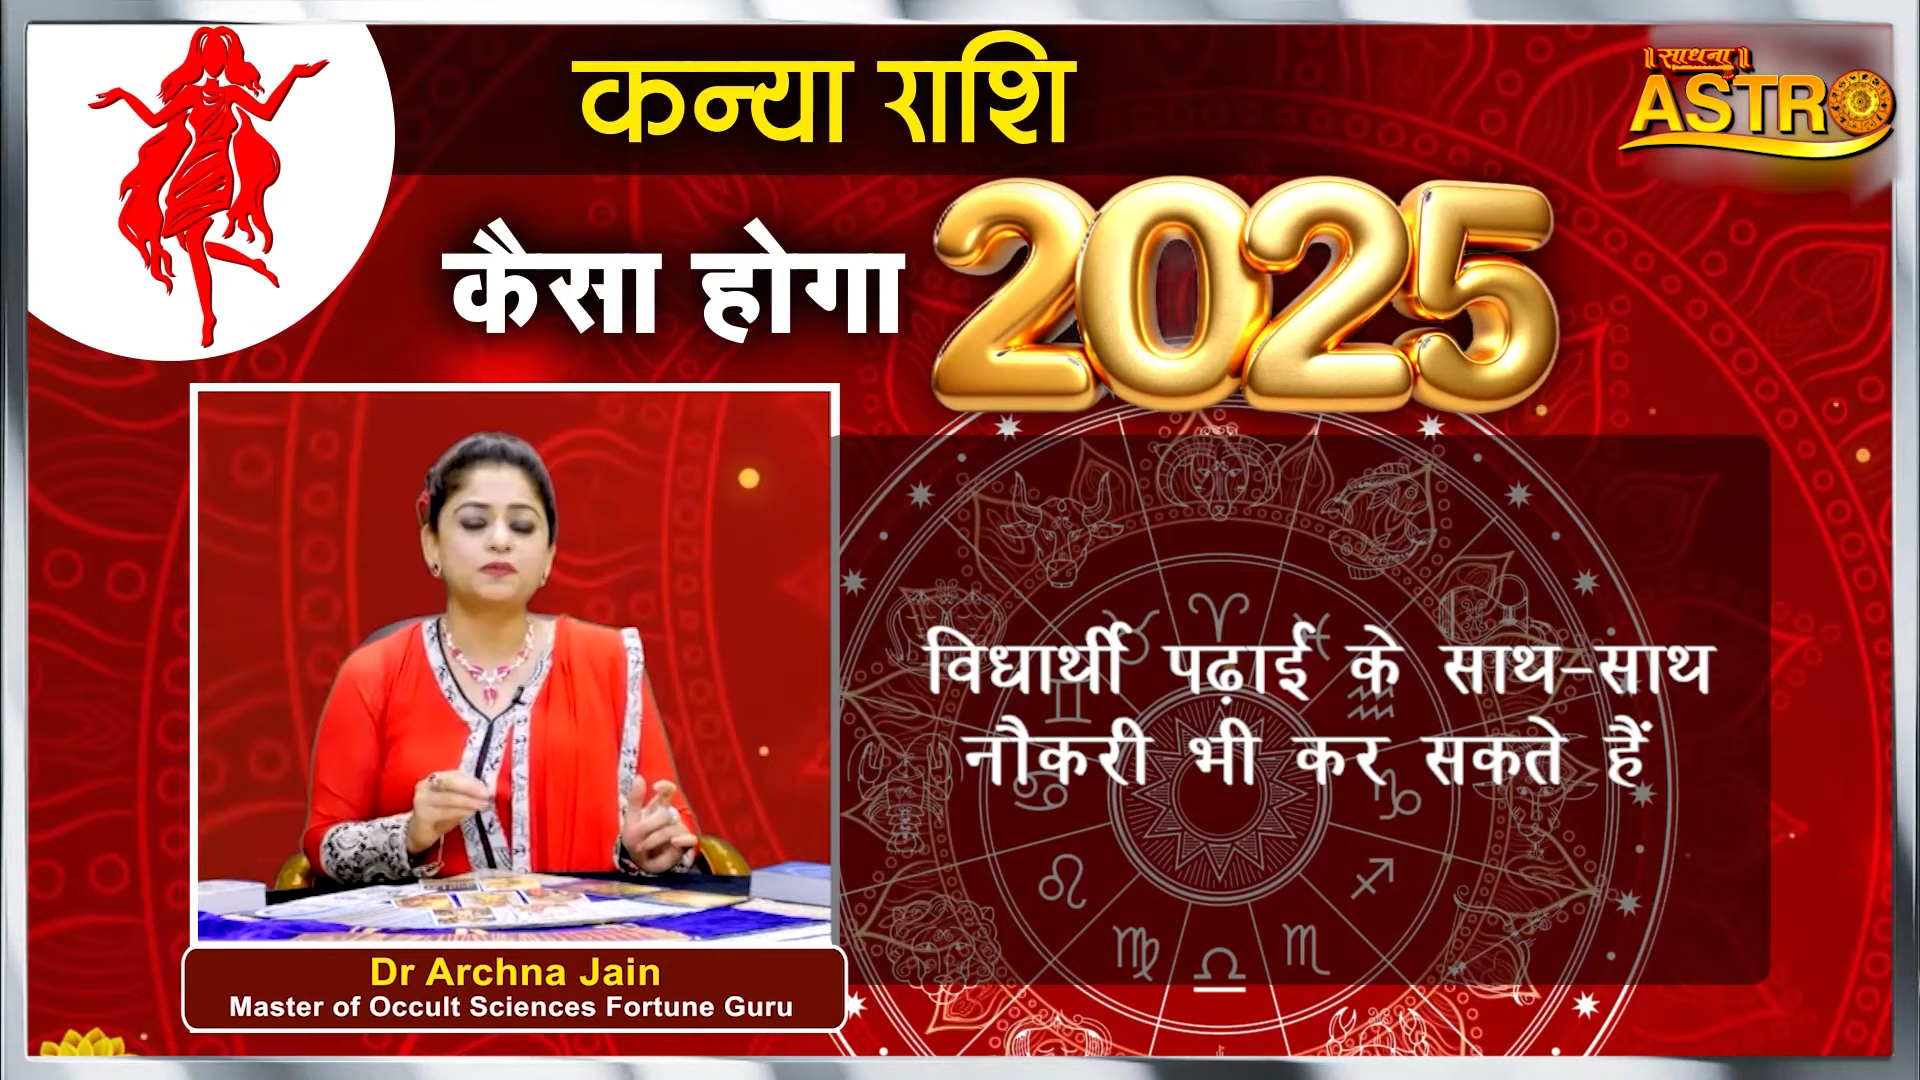 कन्या राशि
॥साधना॥
ASTRO
कैसा होगा 2025
विधार्थी पढ़ाई के साथ-साथ
नौकरी भी कर सकते हैं
Dr Archna Jain
Master of Occult Sciences Fortune Guru